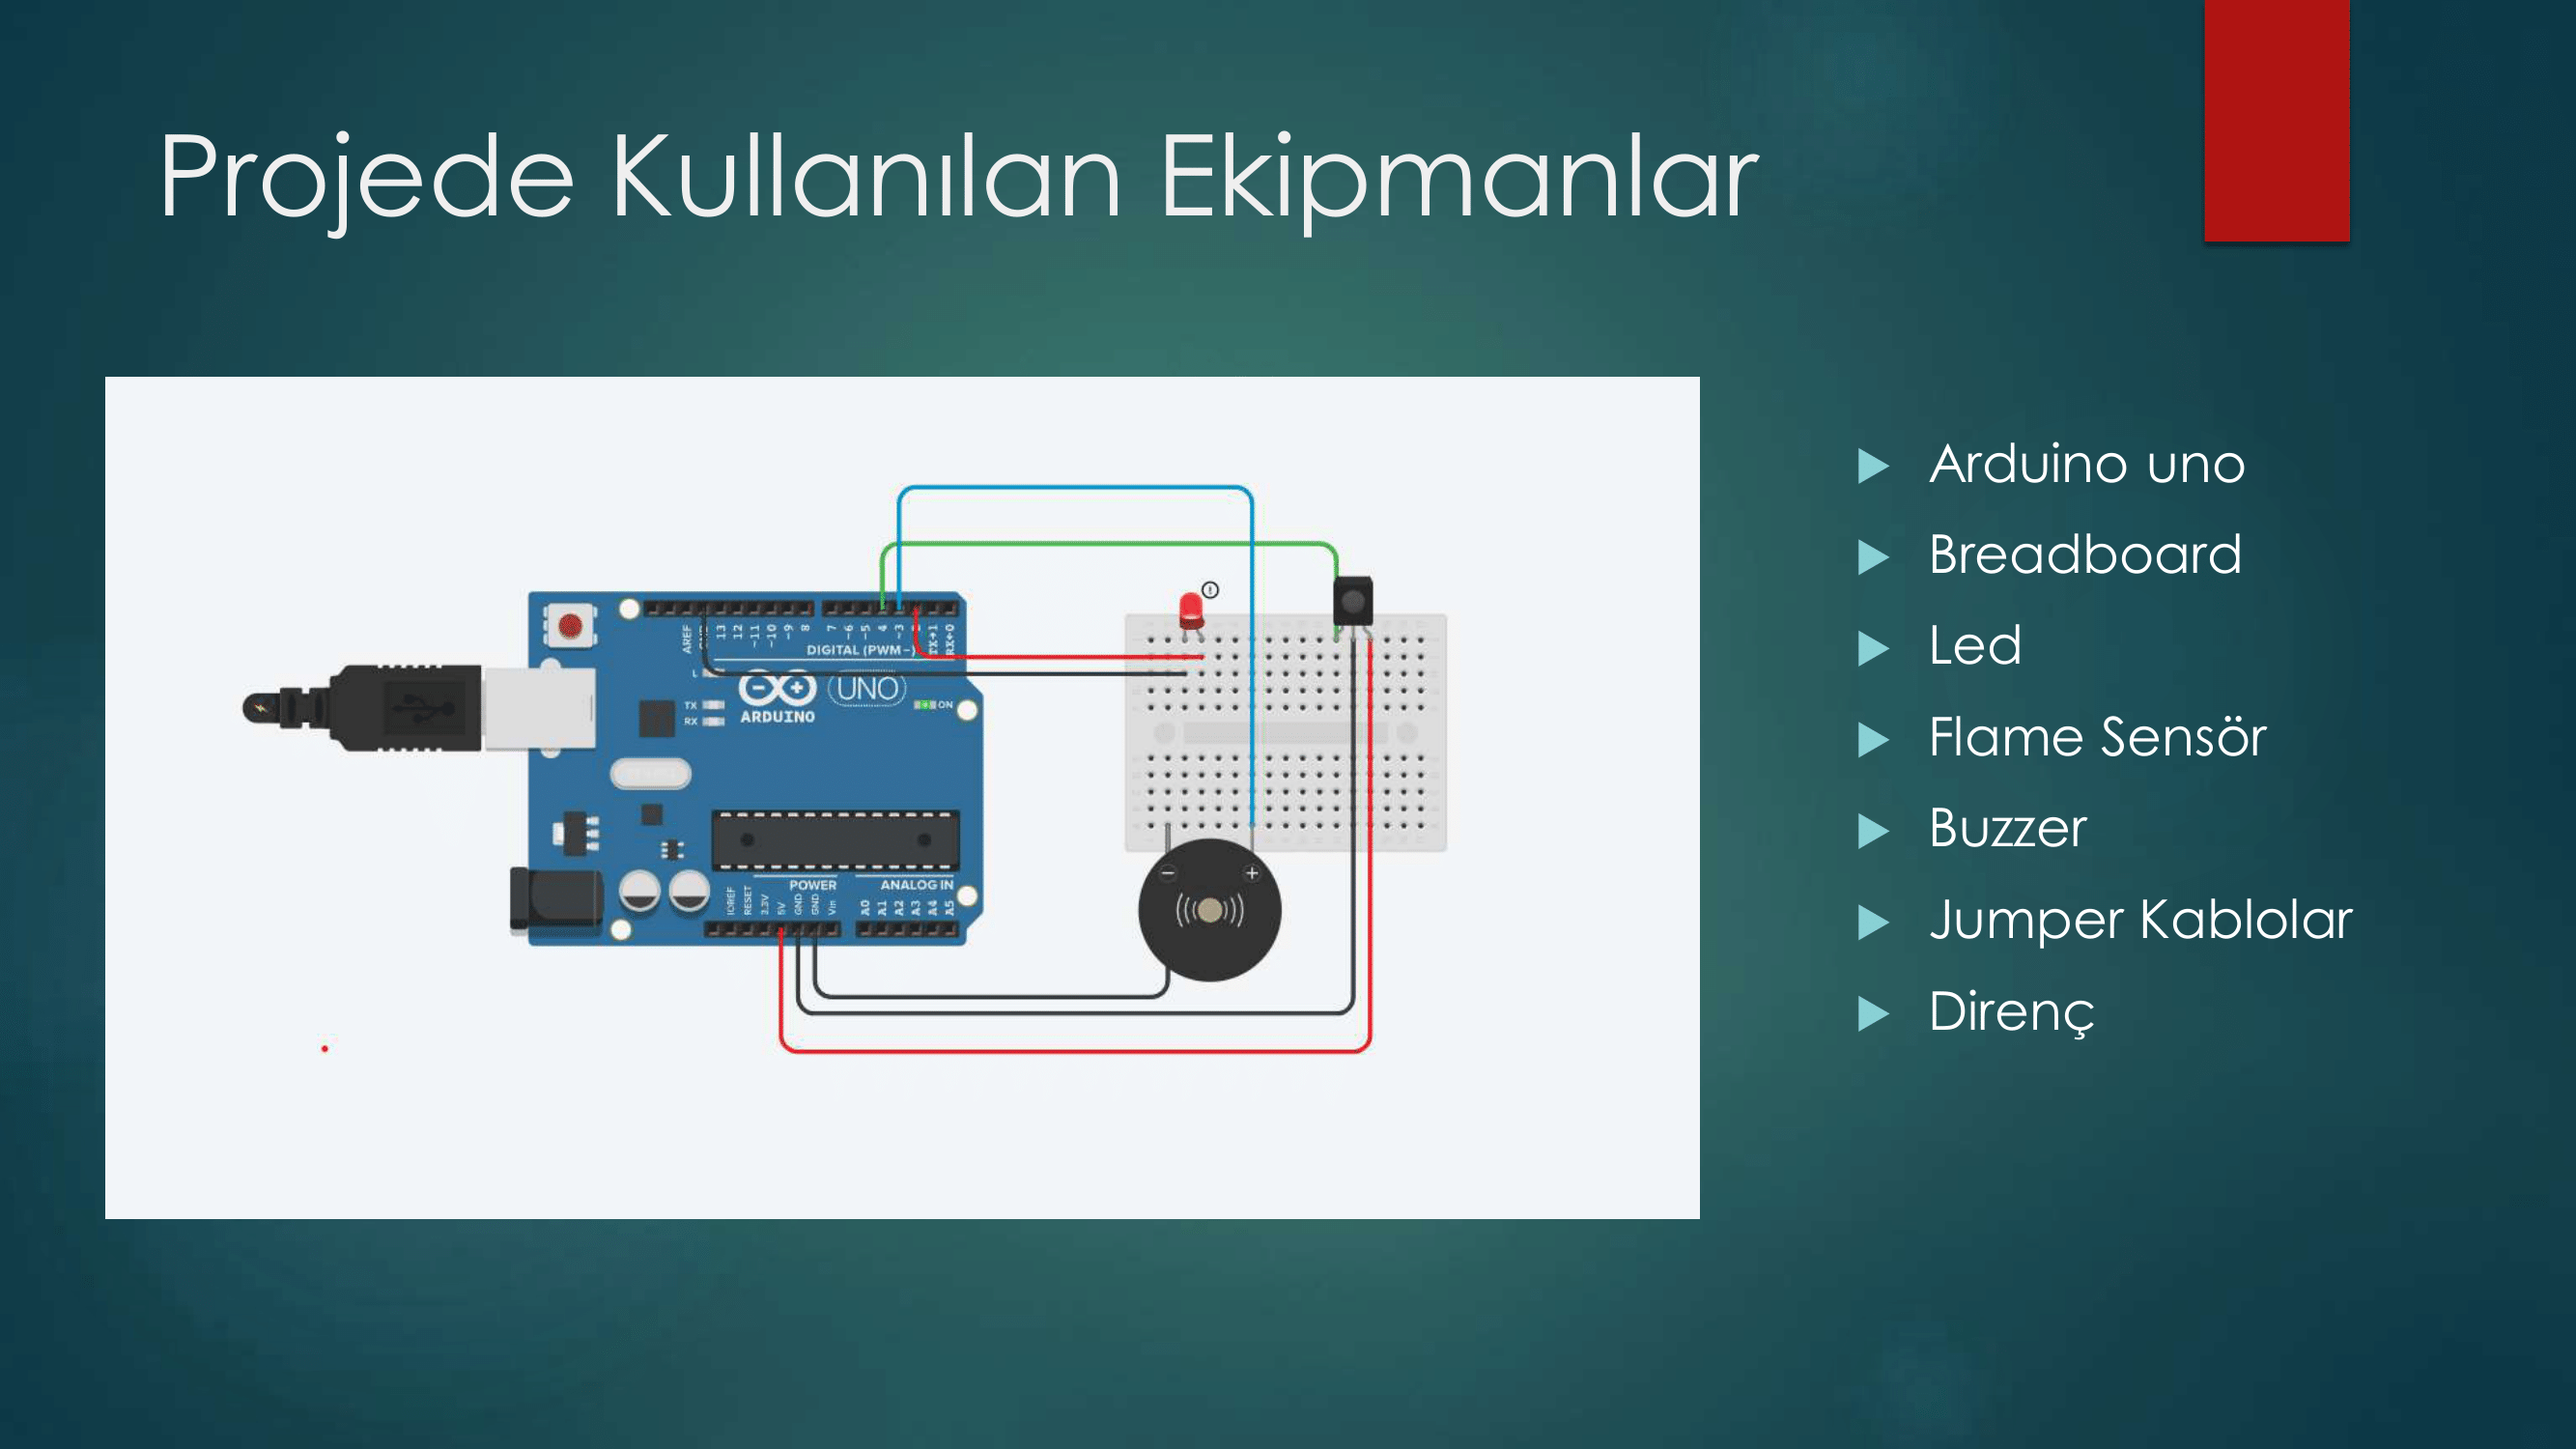 Projede Kullanılan Ekipmanlar
AREF
13
12
~11
~10
~9
8
7
~6
~5
4
~3
TX→1
RX←0
DIGITAL (PWM~)
L
TX
RX
ARDUINO
UNO
ON
POWER
ANALOG IN
IOREF
RESET
3.3V
5V
GND
GND
Vin
A0
A1
A2
A3
A4
A5
Arduino uno
Breadboard
Led
Flame Sensör
Buzzer
Jumper Kablolar
Direnç